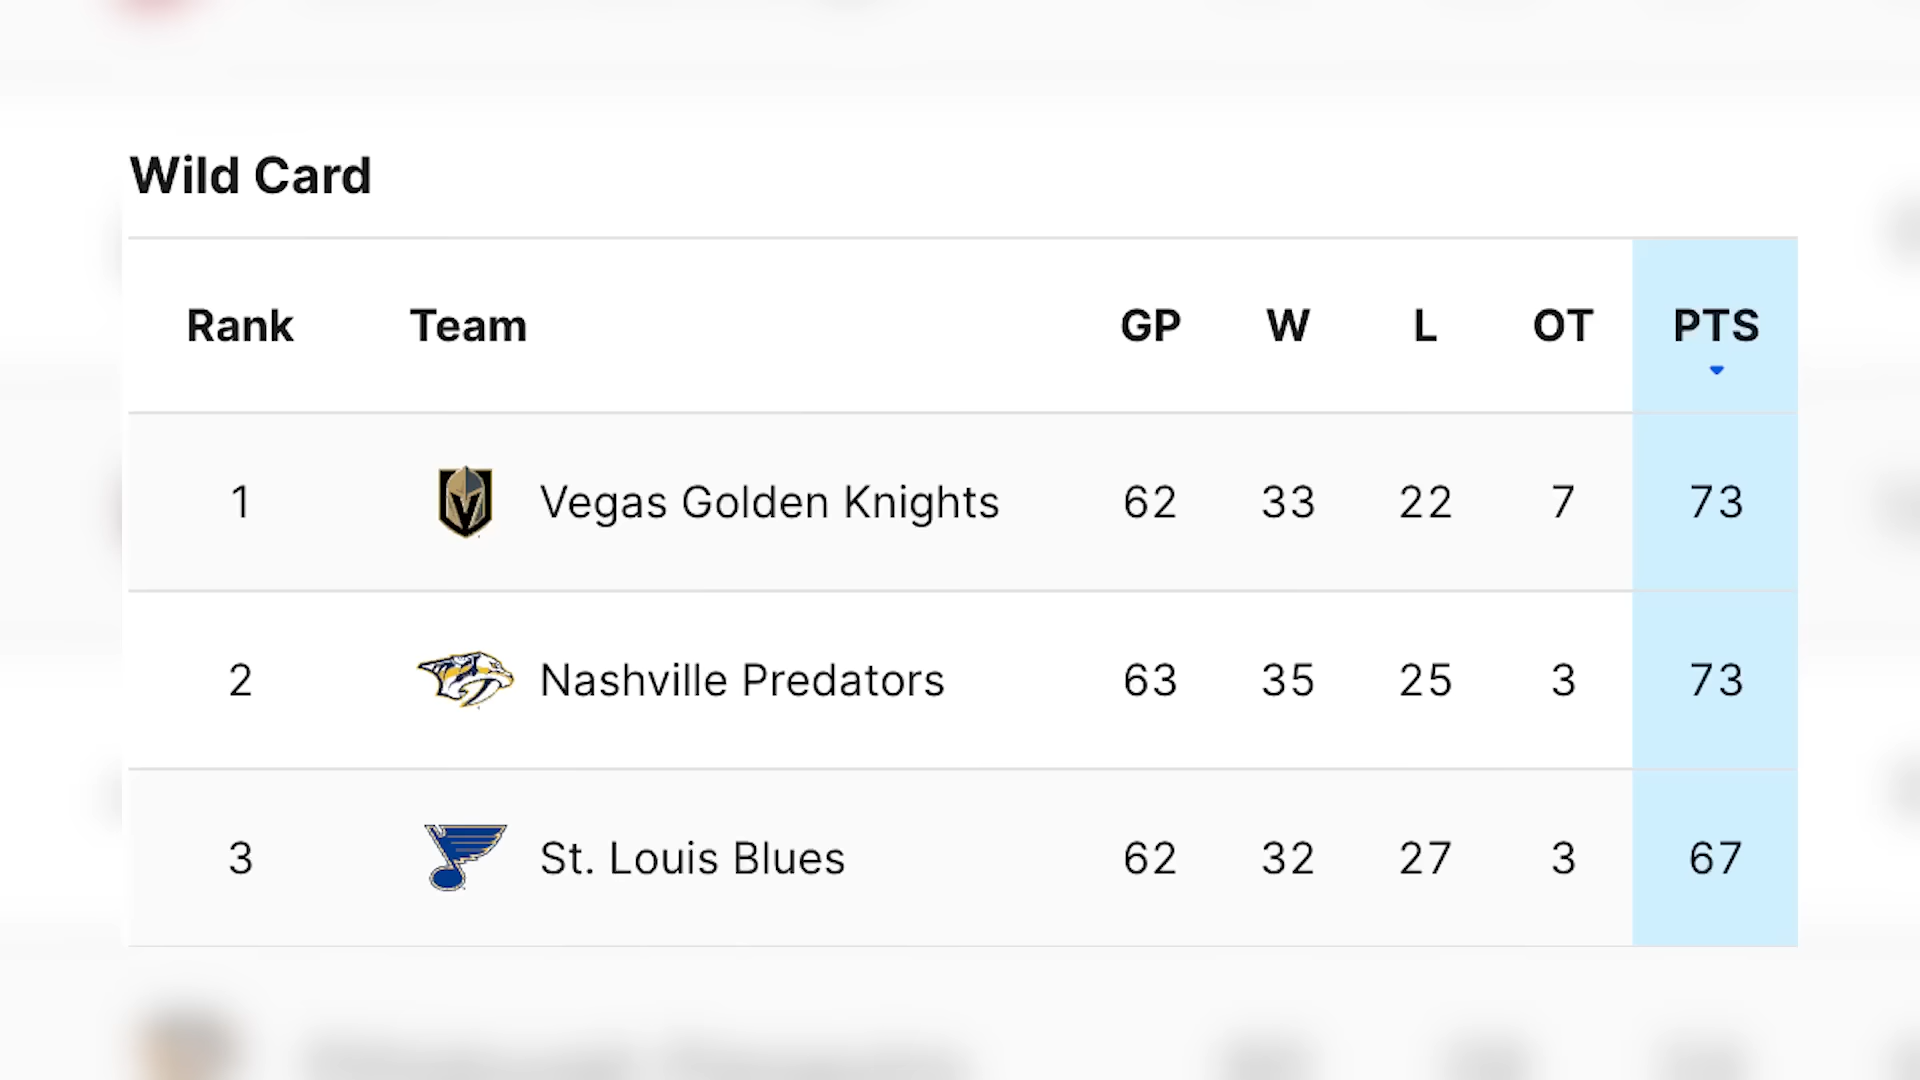 Wild Card
Rank Team GP W L OT PTS
1 Vegas Golden Knights 62 33 22 7 73
2 Nashville Predators 63 35 25 3 73
3 St. Louis Blues 62 32 27 3 67